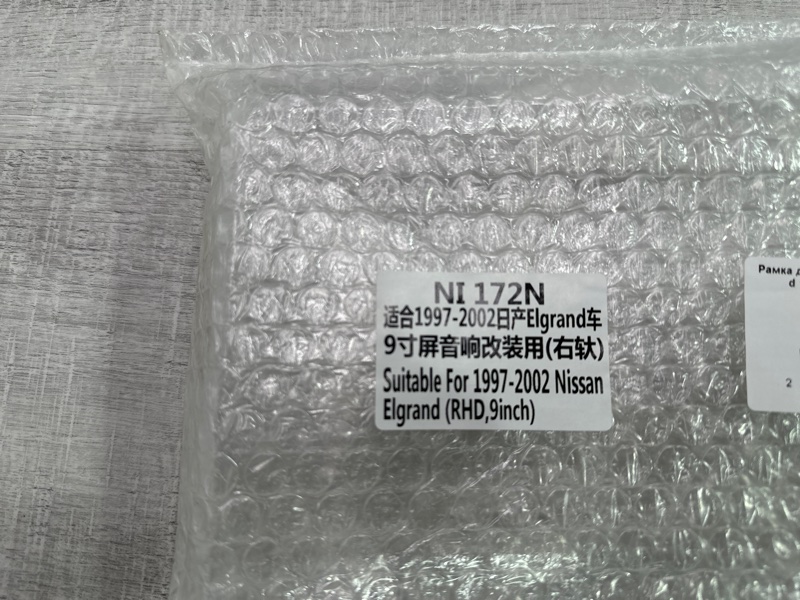 NI 172N
适合1997-2002日产Elgrand车
9寸屏音响改装用(右钛)
Suitable For 1997-2002 Nissan
Elgrand (RHD,9inch)
Рамка д
d
2